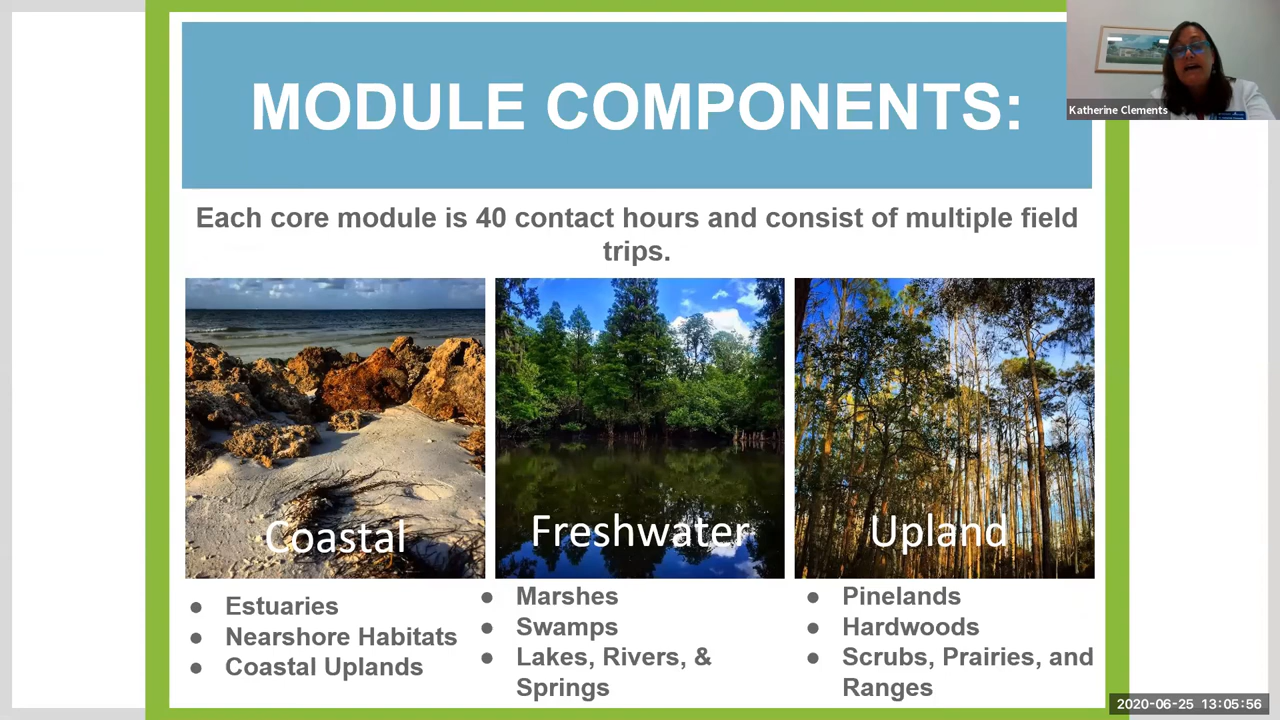 MODULE COMPONENTS:
Katherine Clements
Each core module is 40 contact hours and consist of multiple field
trips.
Coastal
Freshwater
Upland
● Estuaries
● Nearshore Habitats
● Coastal Uplands
● Marshes
● Swamps
● Lakes, Rivers, &
Springs
● Pinelands
● Hardwoods
● Scrubs, Prairies, and
Ranges
2020-06-25 13:05:56